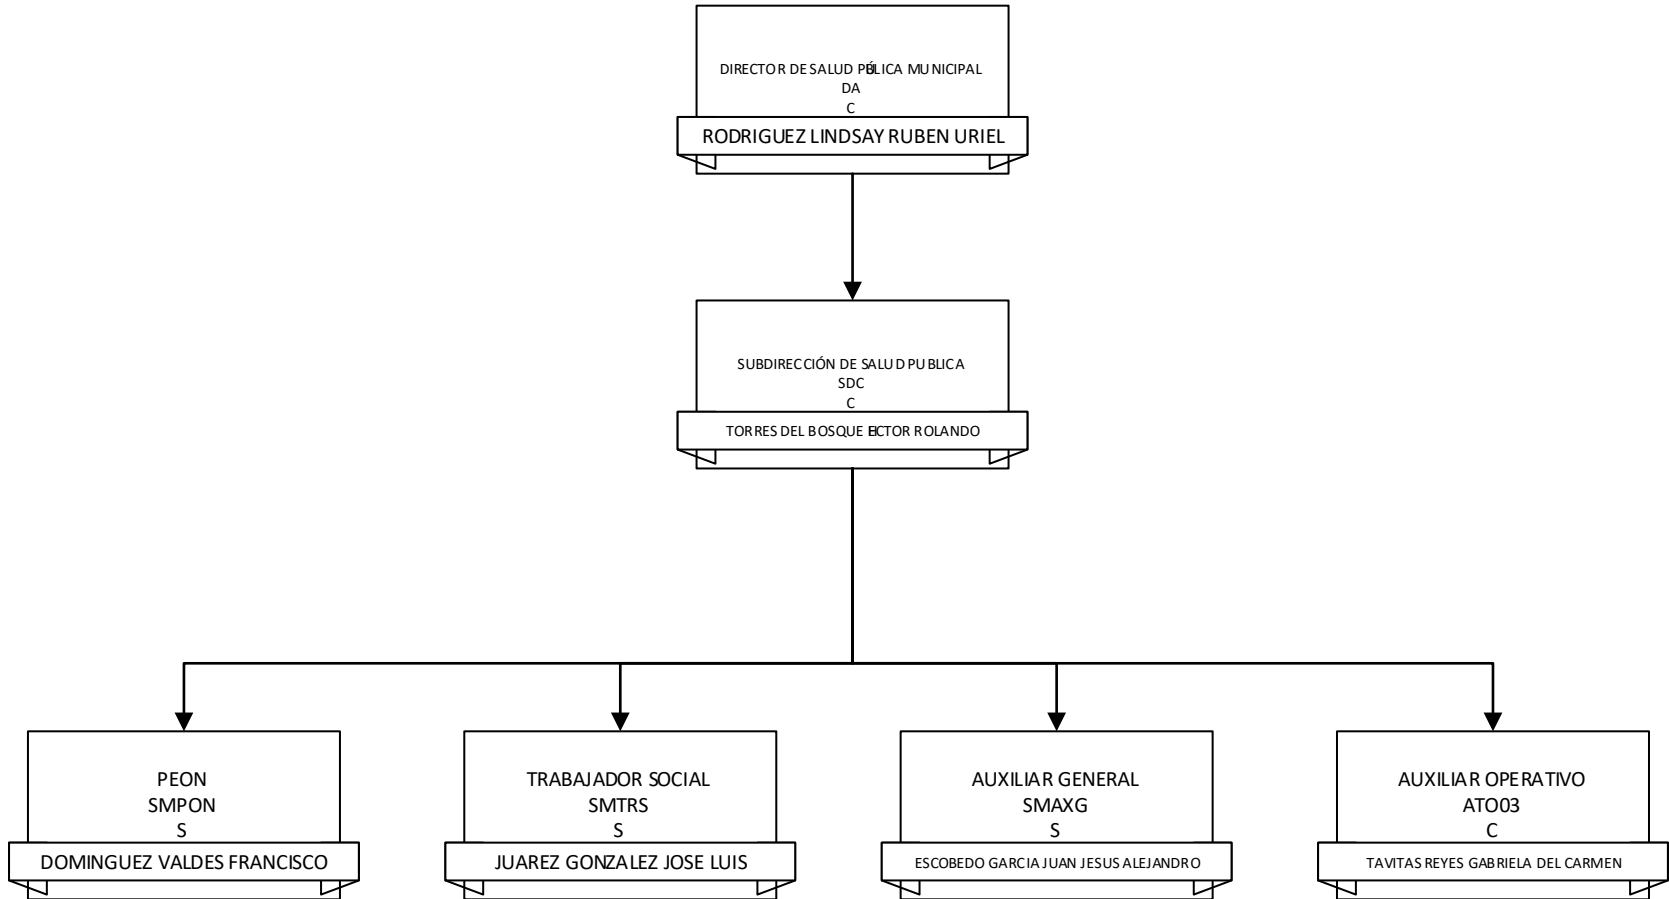 DIRECTOR DE SALUD PÚBLICA MUNICIPAL
DA
C
RODRIGUEZ LINDSAY RUBEN URIEL
SUBDIRECCIÓN DE SALUD PUBLICA
SDC
C
TORRES DEL BOSQUE HECTOR ROLANDO
PEON
SMPON
S
DOMINGUEZ VALDES FRANCISCO
TRABAJADOR SOCIAL
SMTRS
S
JUAREZ GONZALEZ JOSE LUIS
AUXILIAR GENERAL
SMAXG
S
ESCOBEDO GARCIA JUAN JESUS ALEJANDRO
AUXILIAR OPERATIVO
ATO03
C
TAVITAS REYES GABRIELA DEL CARMEN